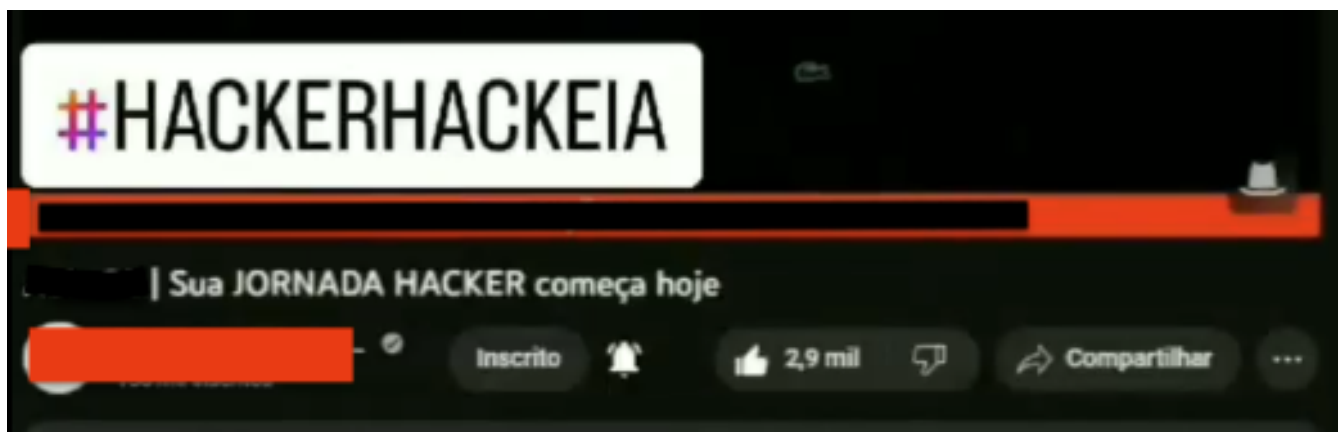 #HACKERHACKEIA
| Sua JORNADA HACKER começa hoje
Inscrito
2,9 mil
Compartilhar